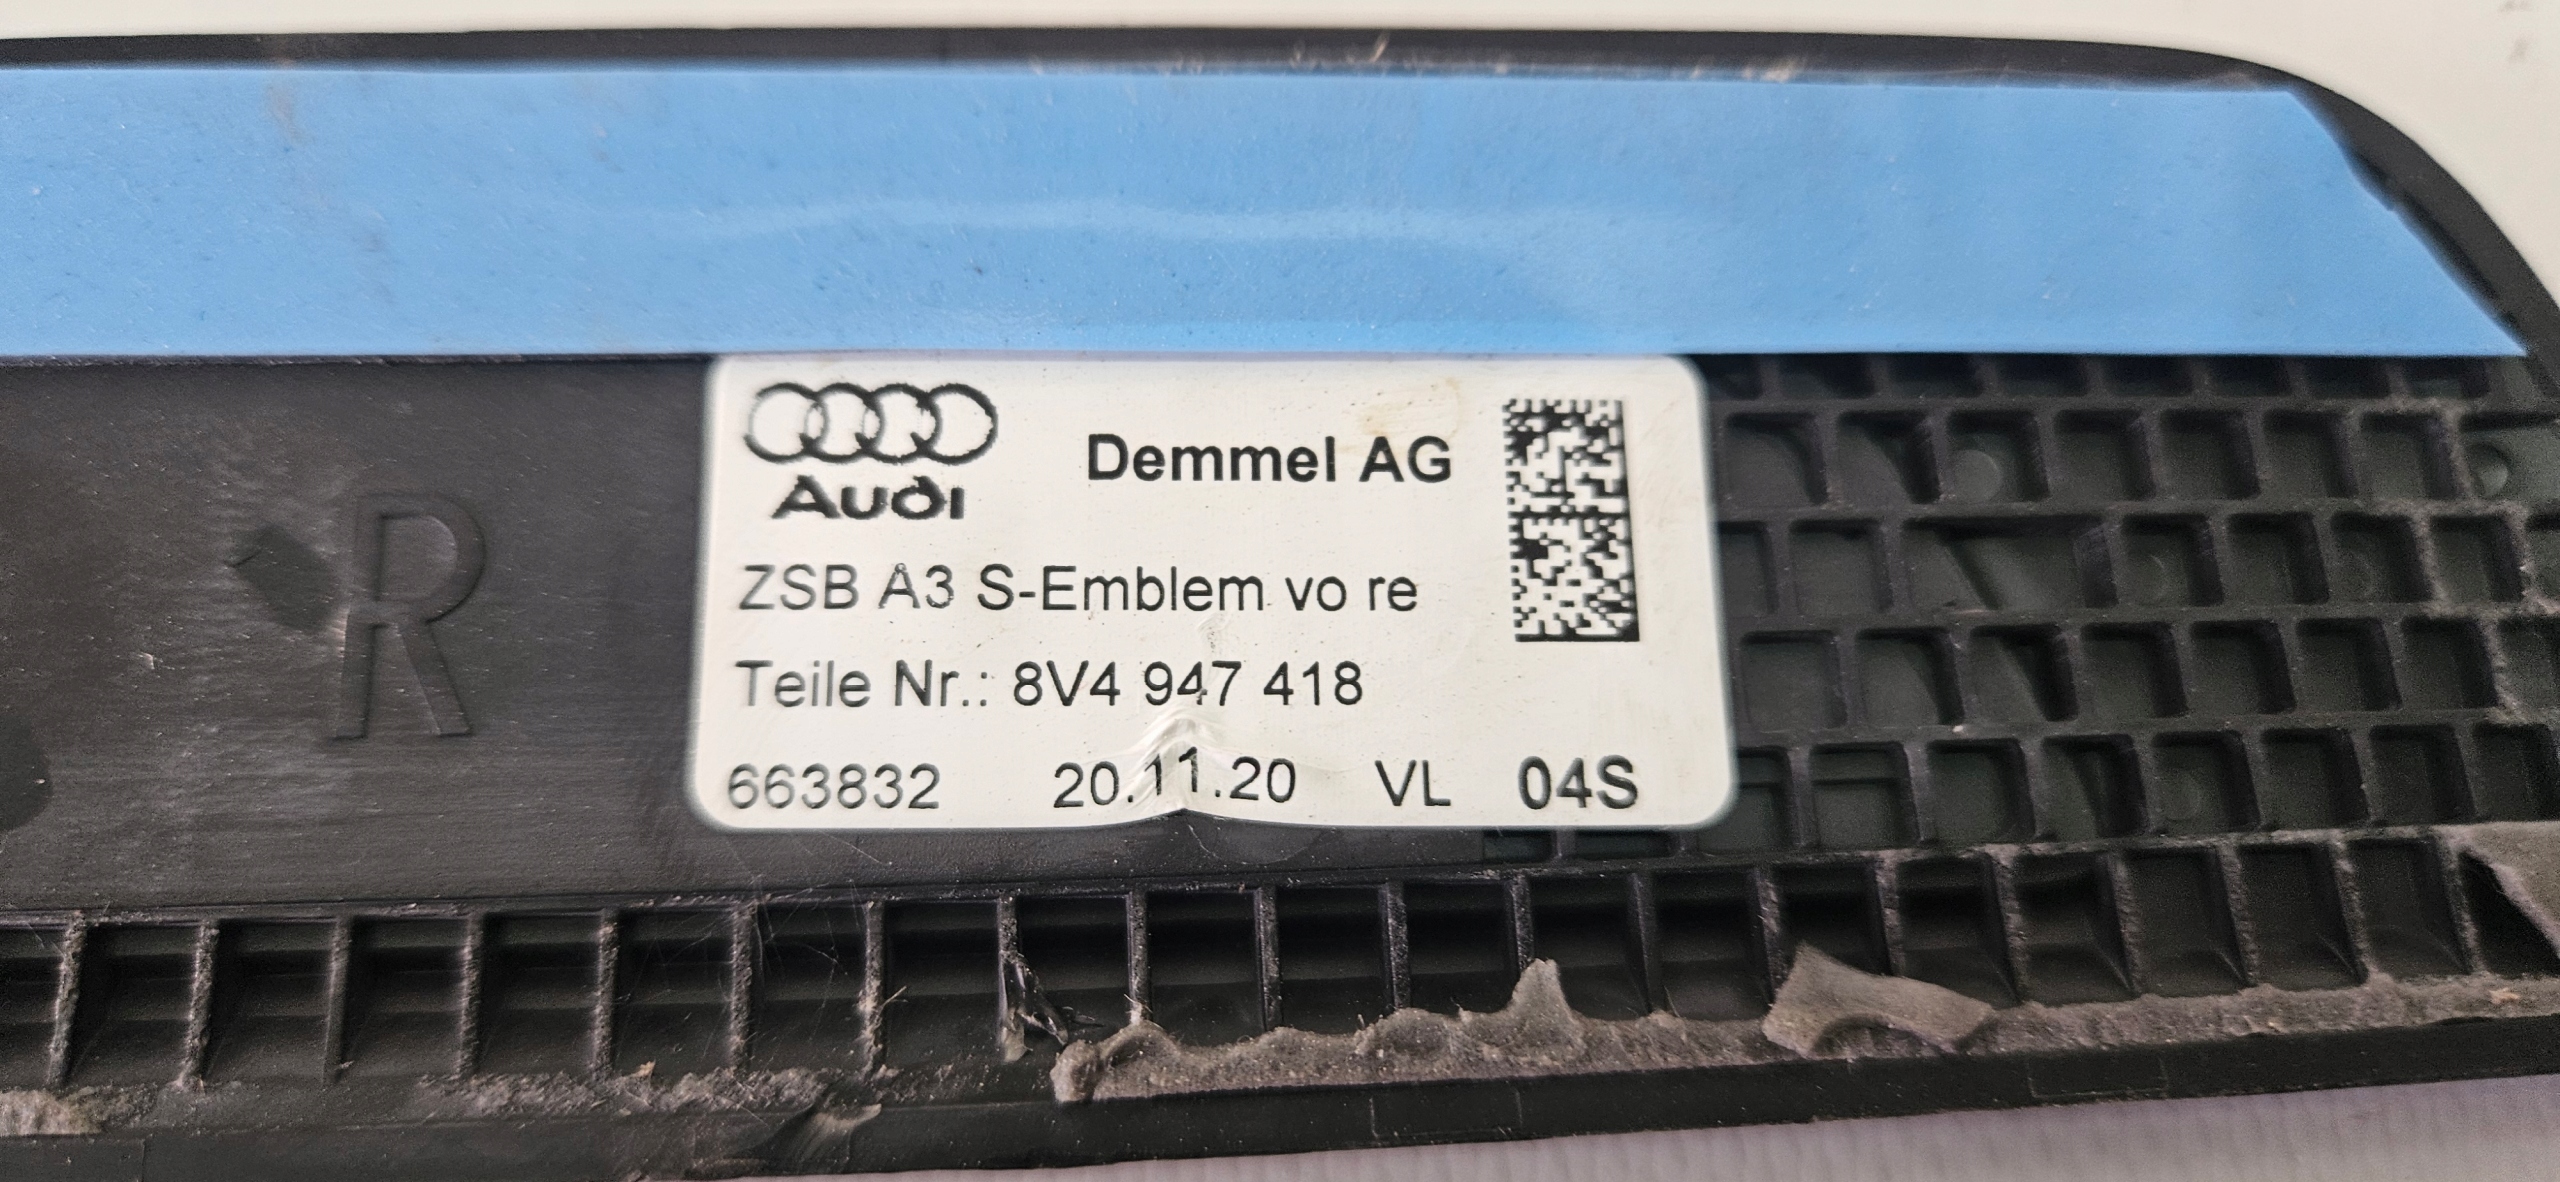 R
Audi
Demmel AG
ZSB A3 S-Emblem vo re
Teile Nr.: 8V4 947 418
663832 20.11.20 VL 04S